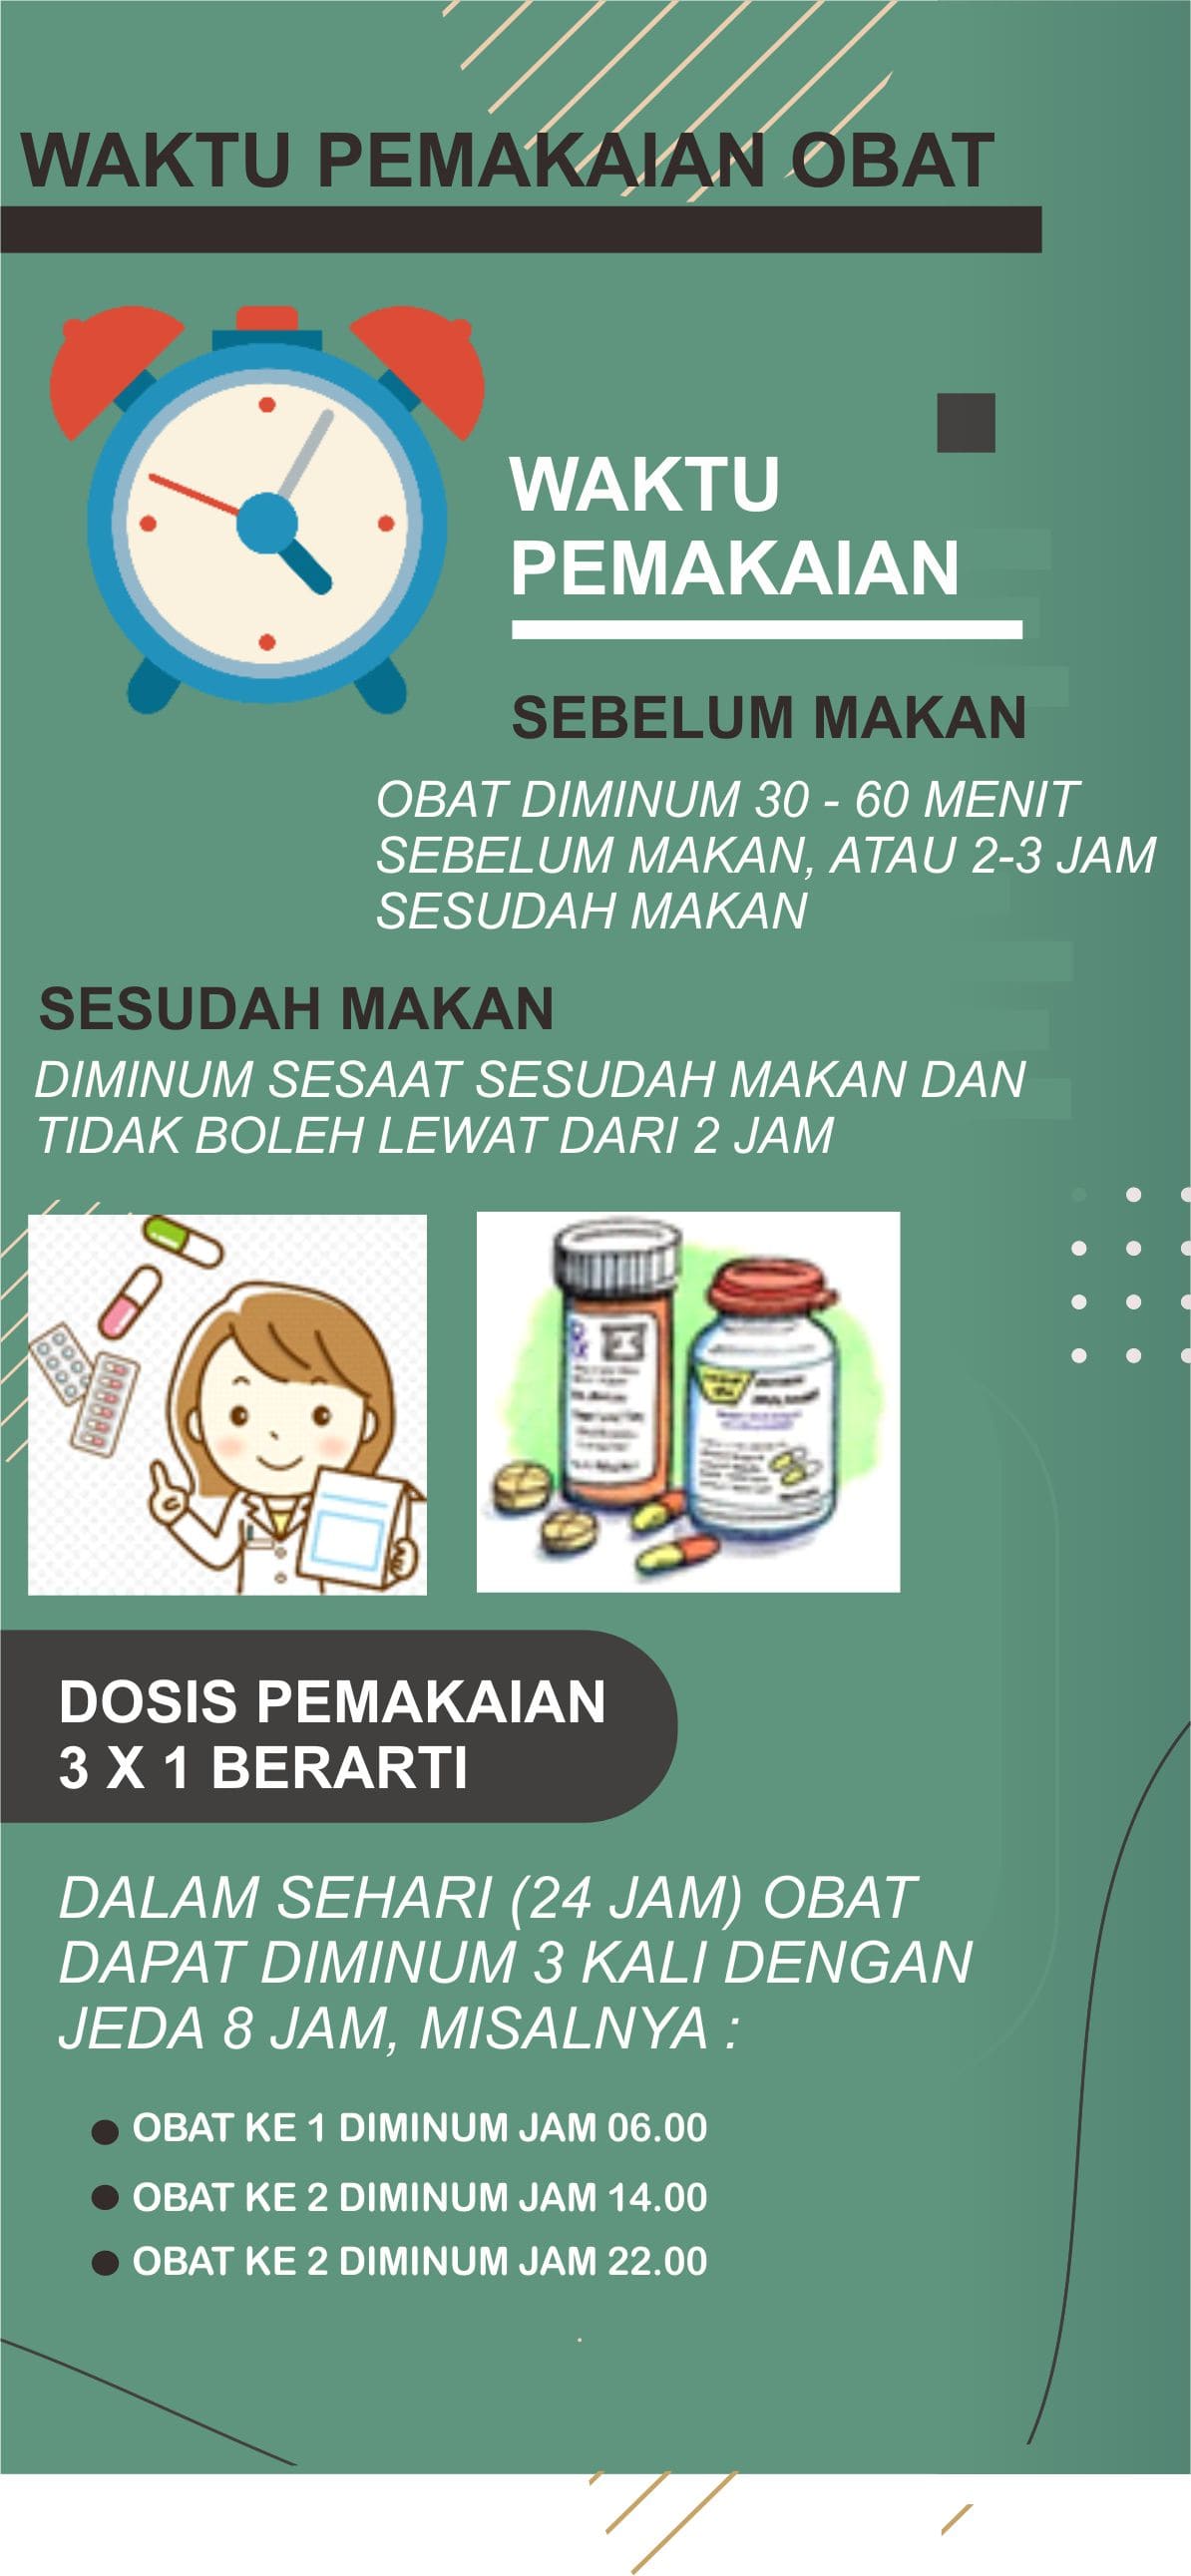 WAKTU PEMAKAIAN OBAT
WAKTU
PEMAKAIAN
SEBELUM MAKAN
OBAT DIMINUM 30 - 60 MENIT
SEBELUM MAKAN, ATAU 2-3 JAM
SESUDAH MAKAN
SESUDAH MAKAN
DIMINUM SESAAT SESUDAH MAKAN DAN
TIDAK BOLEH LEWAT DARI 2 JAM
DOSIS PEMAKAIAN
3 X 1 BERARTI
DALAM SEHARI (24 JAM) OBAT
DAPAT DIMINUM 3 KALI DENGAN
JEDA 8 JAM, MISALNYA :
OBAT KE 1 DIMINUM JAM 06.00
OBAT KE 2 DIMINUM JAM 14.00
OBAT KE 2 DIMINUM JAM 22.00